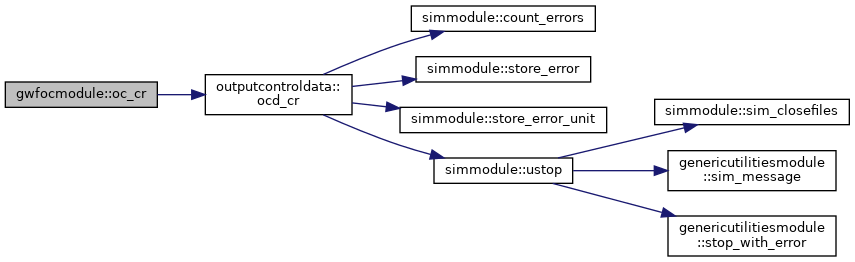 gwfocmodule::oc_cr
outputcontroldata::
ocd_cr
simmodule::count_errors
simmodule::store_error
simmodule::store_error_unit
simmodule::ustop
simmodule::sim_closefiles
genericutilitiesmodule
::sim_message
genericutilitiesmodule
::stop_with_error